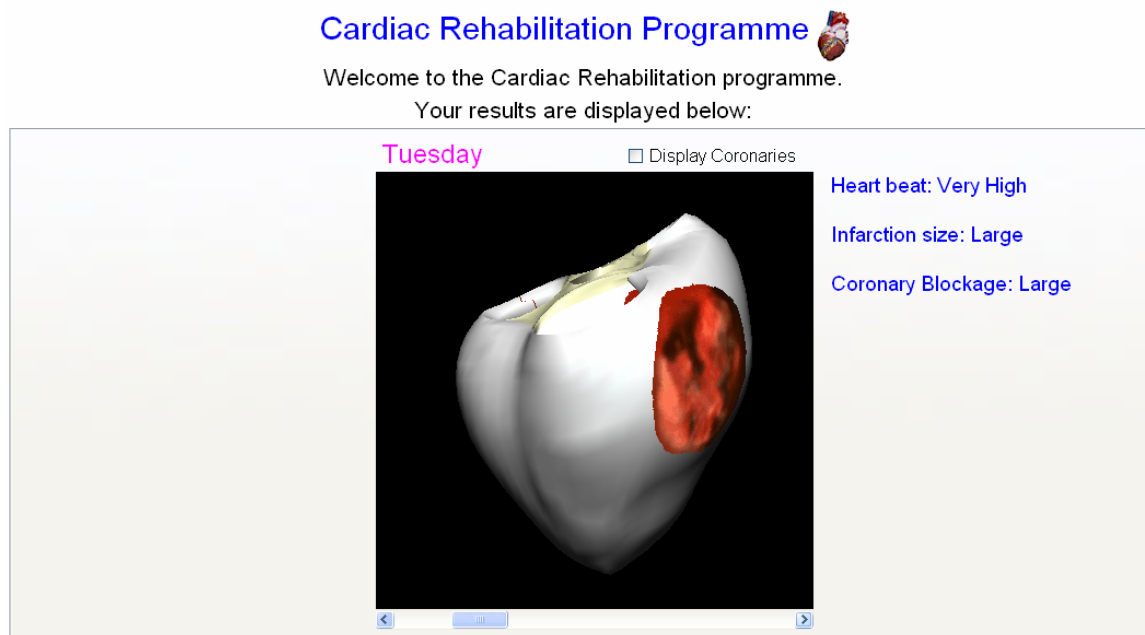 Cardiac Rehabilitation Programme
Welcome to the Cardiac Rehabilitation programme.
Your results are displayed below:
Tuesday
Display Coronaries
Heart beat: Very High
Infarction size: Large
Coronary Blockage: Large